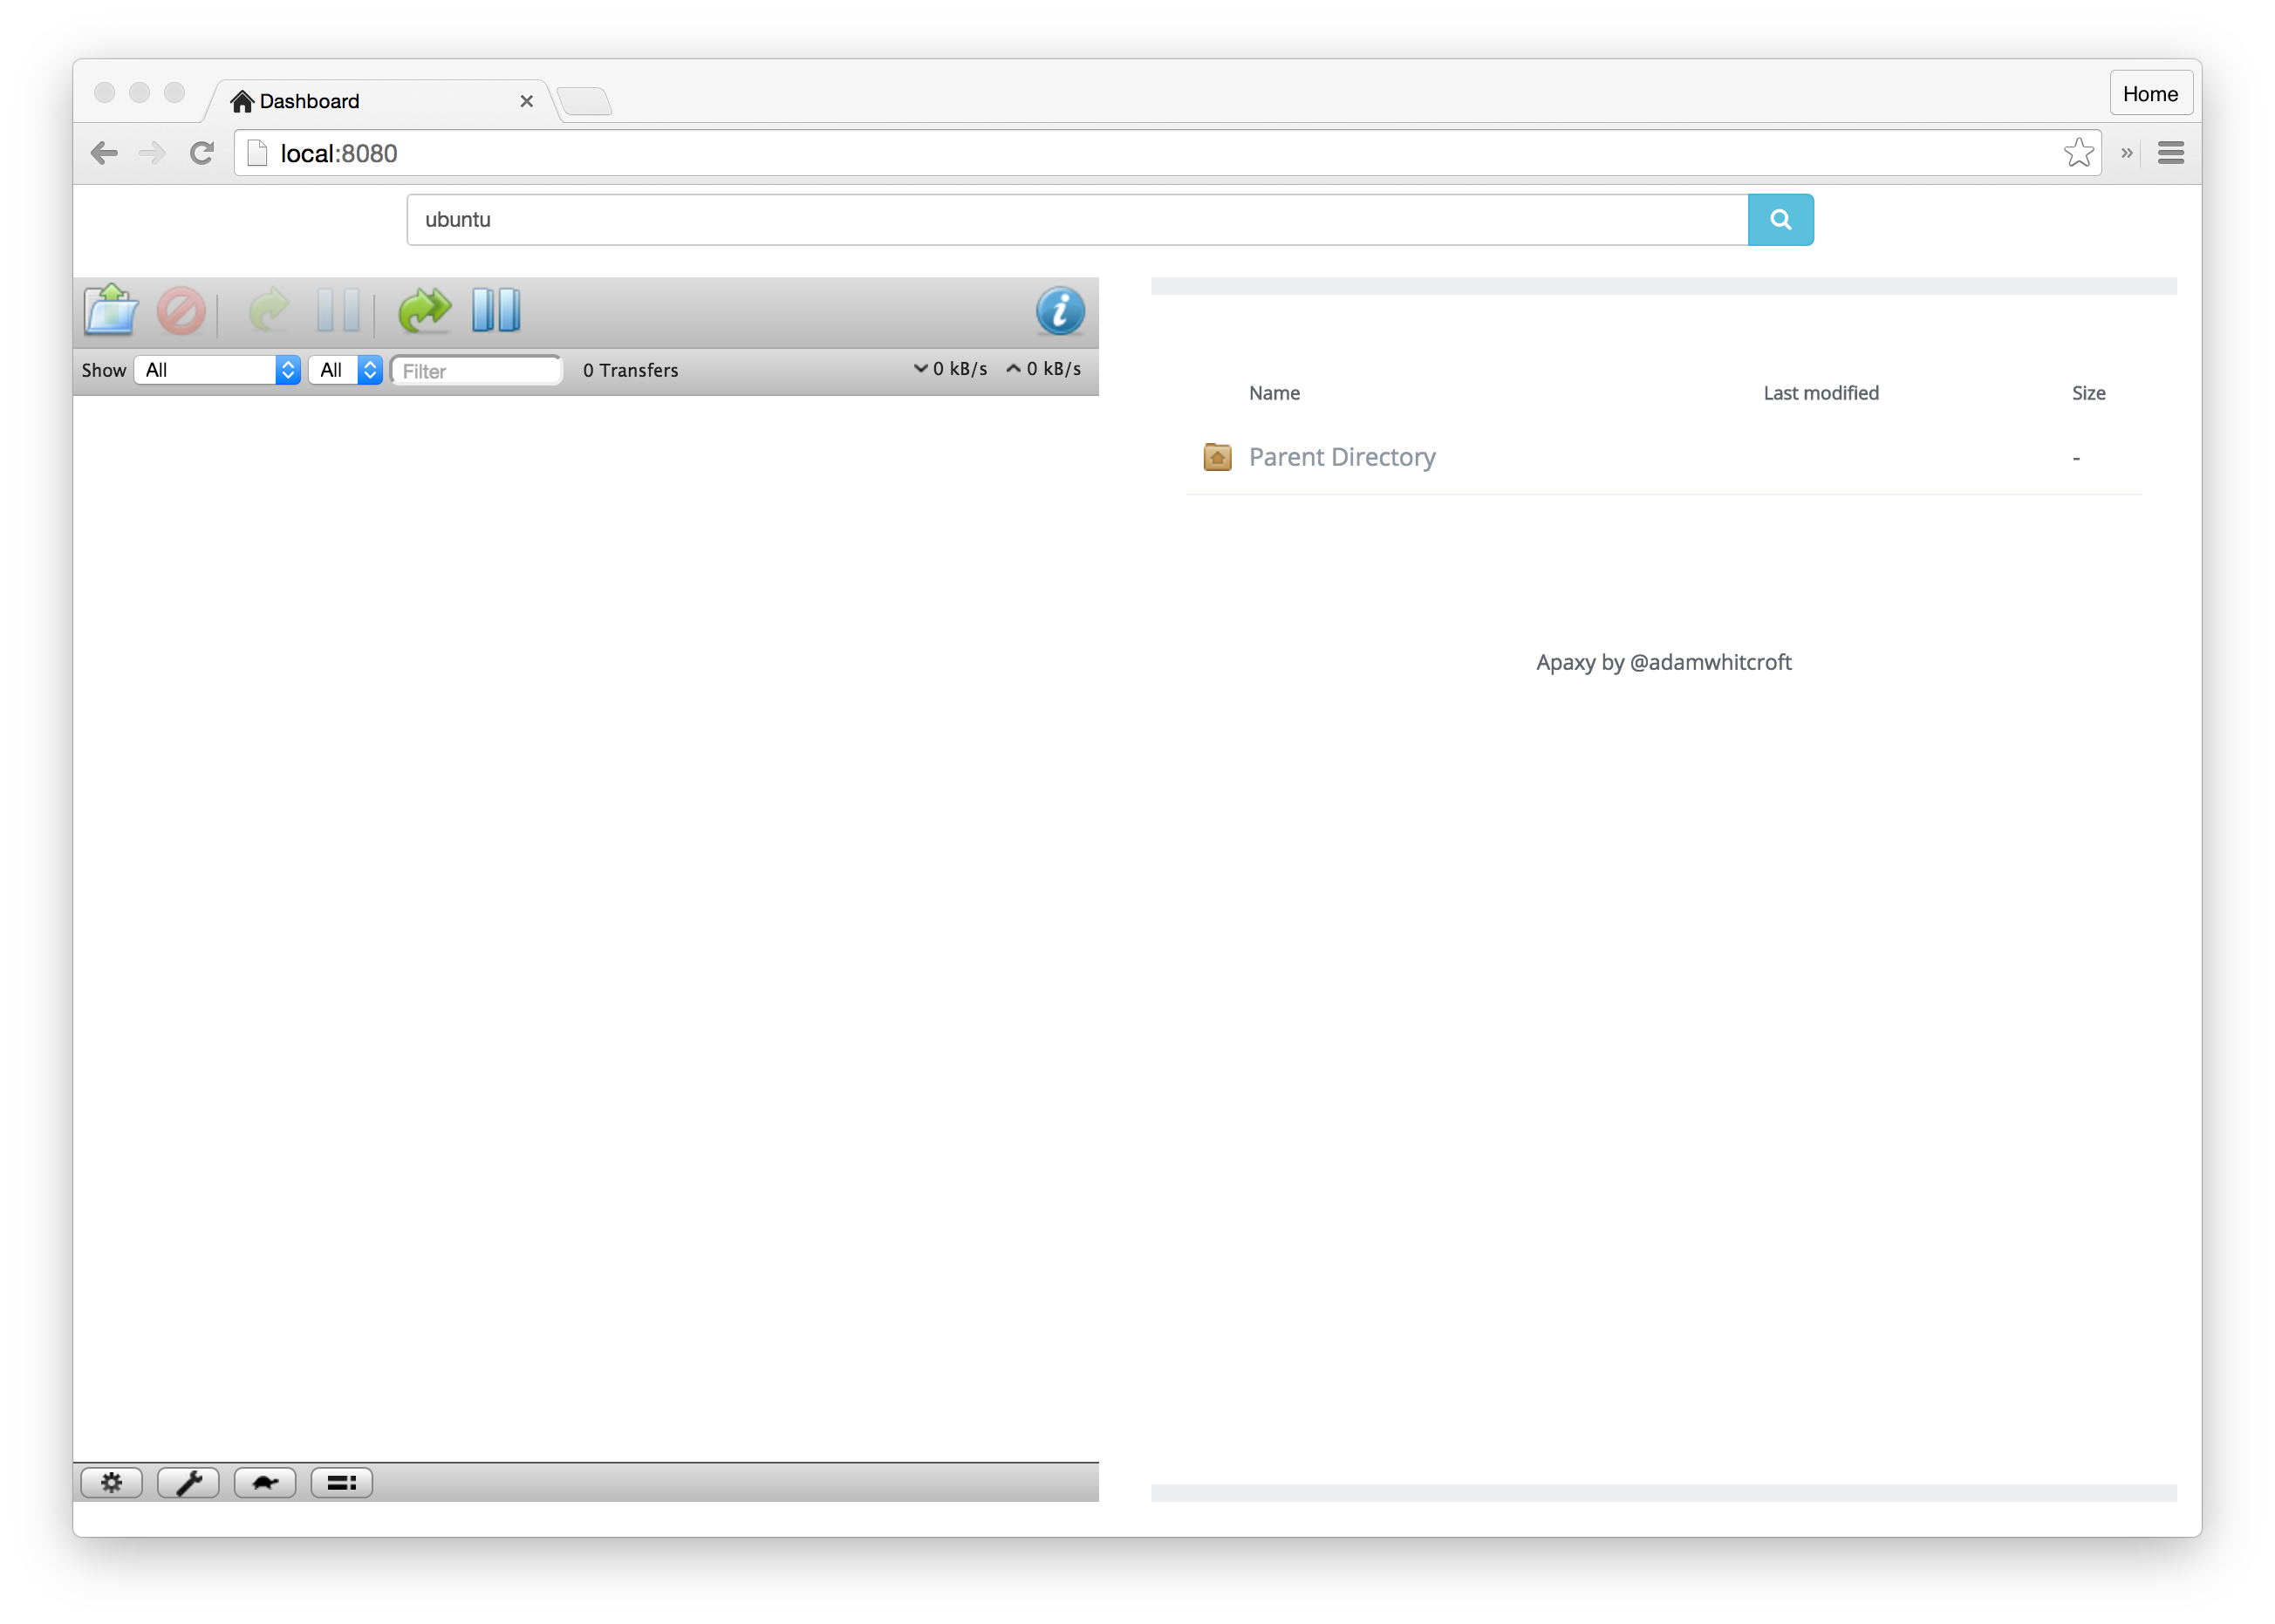 Dashboard
Home
local:8080
ubuntu
Show All All Filter 0 Transfers 0 kB/s 0 kB/s
Name Last modified Size
Parent Directory -
Apaxy by @adamwhitcroft